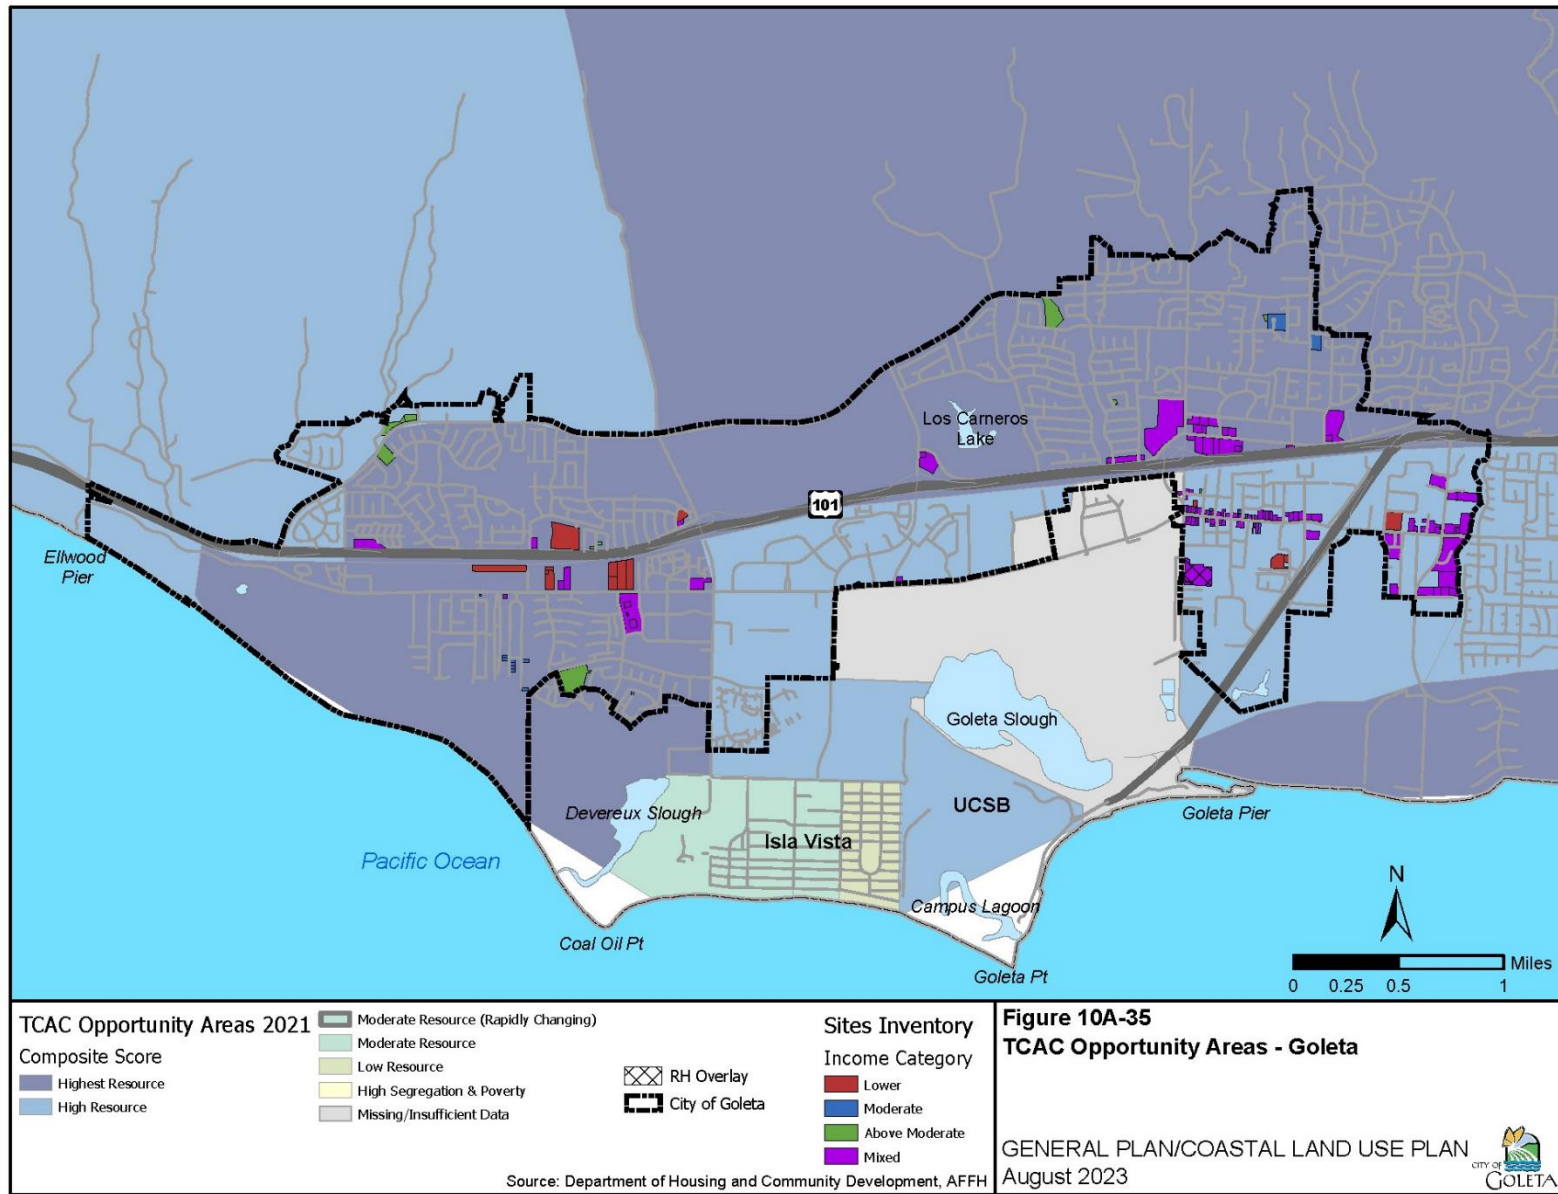 Los Carneros
Lake
101
Ellwood
Pier
Goleta Slough
Devereux Slough
UCSB
Goleta Pier
Isla Vista
Pacific Ocean
Campus Lagoon
Coal Oil Pt
Goleta Pt
N
Miles
0 0.25 0.5 1
TCAC Opportunity Areas 2021
Composite Score
Highest Resource
High Resource
Moderate Resource (Rapidly Changing)
Moderate Resource
Low Resource
High Segregation & Poverty
Missing/Insufficient Data
RH Overlay
City of Goleta
Sites Inventory
Income Category
Lower
Moderate
Above Moderate
Mixed
Source: Department of Housing and Community Development, AFFH
Figure 10A-35
TCAC Opportunity Areas - Goleta
GENERAL PLAN/COASTAL LAND USE PLAN
August 2023
CITY OF
GOLETA